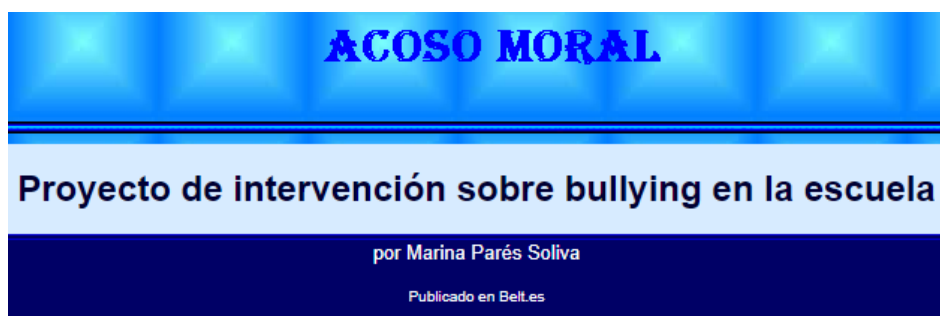 ACOSO MORAL
Proyecto de intervención sobre bullying en la escuela
por Marina Parés Soliva
Publicado en Belt.es